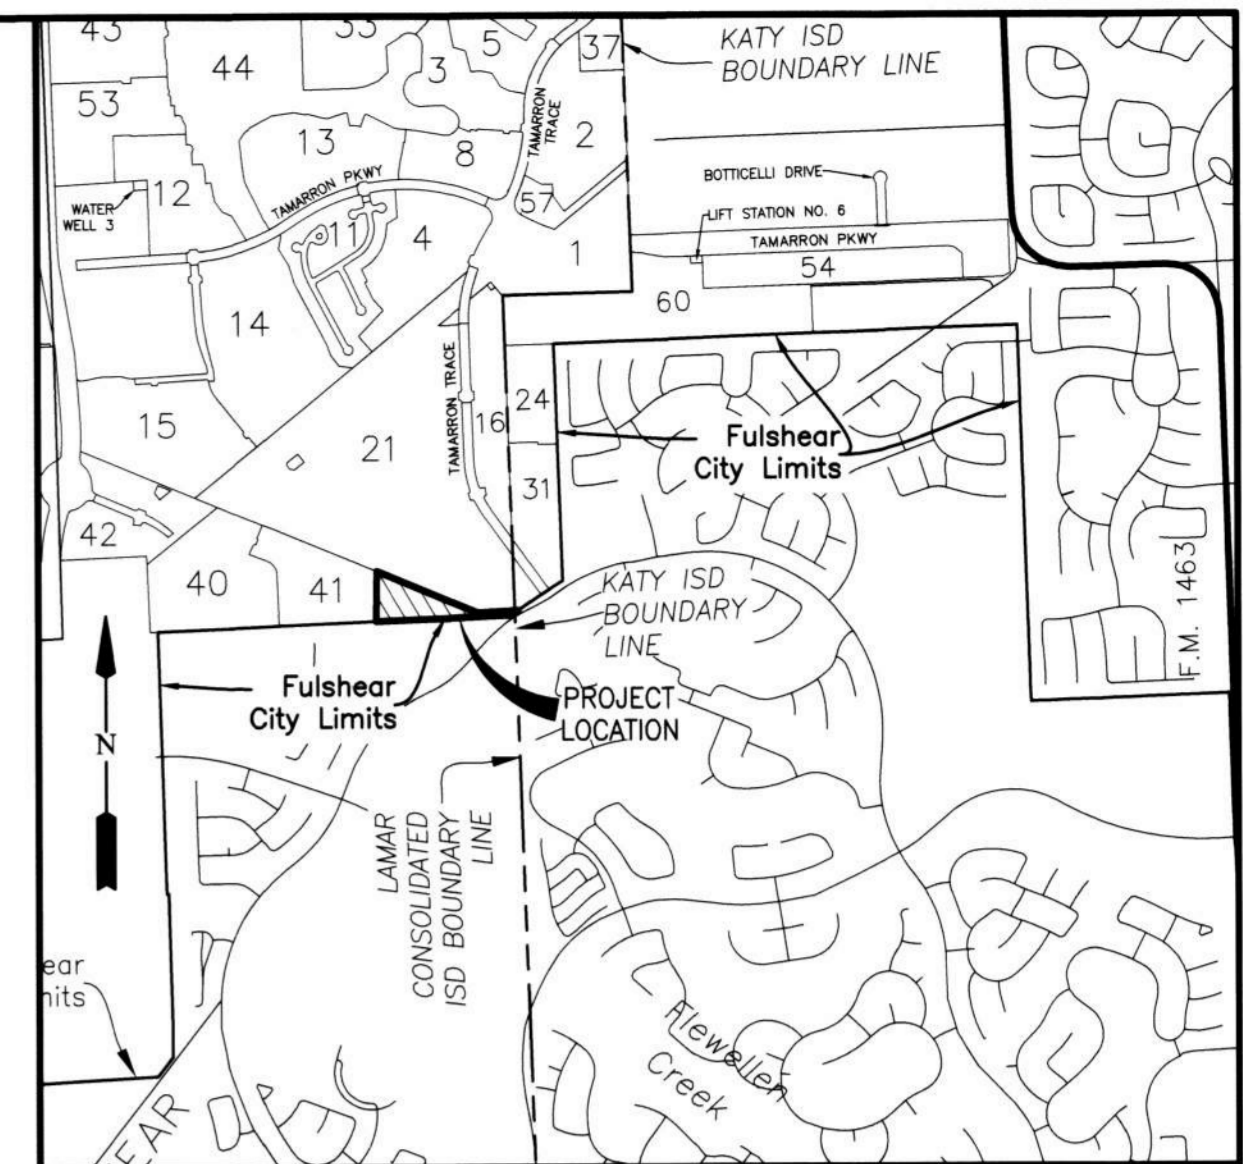 43
44
33
5
3
37
KATY ISD
BOUNDARY LINE
53
13
8
TAMARRON
TRACE
2
BOTTICELLI DRIVE
12
TAMARRON PKWY
WATER
WELL 3
57
LIFT STATION NO. 6
11
4
1
TAMARRON PKWY
54
60
14
TAMARRON TRACE
24
16
15
21
Fulshear
City Limits
31
42
40
41
KATY ISD
BOUNDARY
LINE
F.M. 1463
Fulshear
City Limits
PROJECT
LOCATION
N
LAMAR
CONSOLIDATED
ISD BOUNDARY
LINE
ear
Flewellen
Creek
EAR